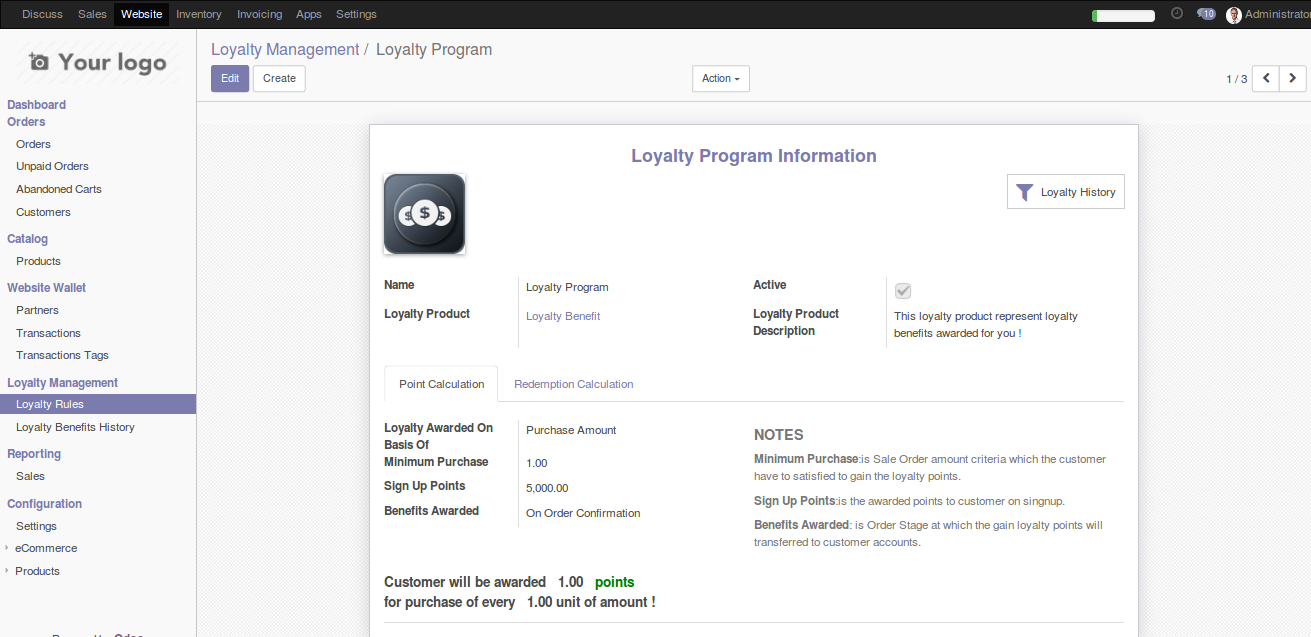 Discuss Sales Website Inventory Invoicing Apps Settings 10 Administrator
Your logo
Loyalty Management / Loyalty Program
Edit Create Action 1 / 3
Dashboard
Orders
Orders
Unpaid Orders
Abandoned Carts
Customers
Catalog
Products
Website Wallet
Partners
Transactions
Transactions Tags
Loyalty Management
Loyalty Rules
Loyalty Benefits History
Reporting
Sales
Configuration
Settings
eCommerce
Products
Loyalty Program Information
$ $ $
Loyalty History
Name Loyalty Program
Loyalty Product Loyalty Benefit
Active
Loyalty Product
Description
This loyalty product represent loyalty
benefits awarded for you !
Point Calculation Redemption Calculation
Loyalty Awarded On
Basis Of
Purchase Amount
Minimum Purchase 1.00
Sign Up Points 5,000.00
Benefits Awarded On Order Confirmation
NOTES
Minimum Purchase:is Sale Order amount criteria which the customer
have to satisfied to gain the loyalty points.
Sign Up Points:is the awarded points to customer on singnup.
Benefits Awarded: is Order Stage at which the gain loyalty points will
transferred to customer accounts.
Customer will be awarded 1.00 points
for purchase of every 1.00 unit of amount !